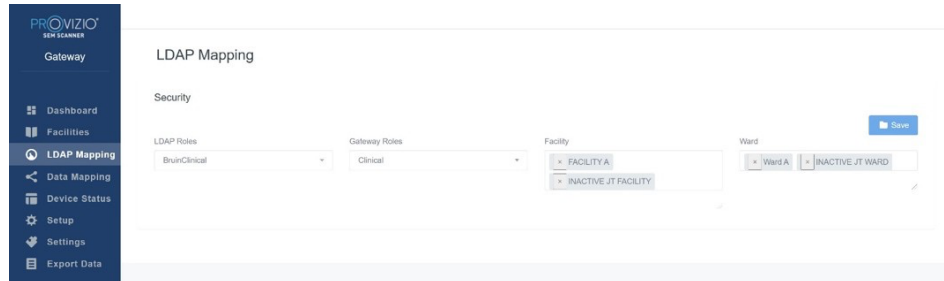 PROVIZIO®
SEM SCANNER
Gateway
Dashboard
Facilities
LDAP Mapping
Data Mapping
Device Status
Setup
Settings
Export Data
LDAP Mapping
Security
Save
LDAP Roles
BruinClinical
Gateway Roles
Clinical
Facility
× FACILITY A
× INACTIVE JT FACILITY
Ward
× Ward A × INACTIVE JT WARD